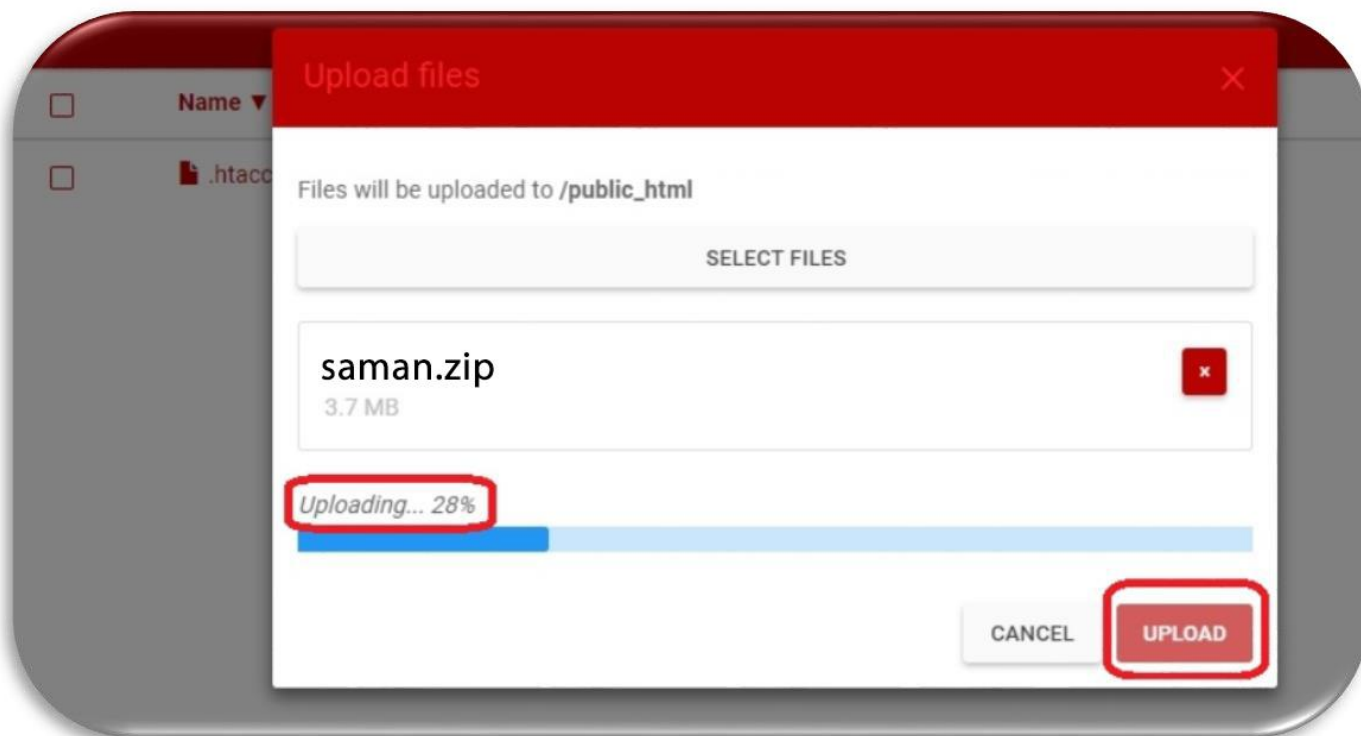 Upload files
Name ▼
.htacc
Files will be uploaded to /public_html
SELECT FILES
saman.zip
3.7 MB
x
Uploading... 28%
CANCEL
UPLOAD